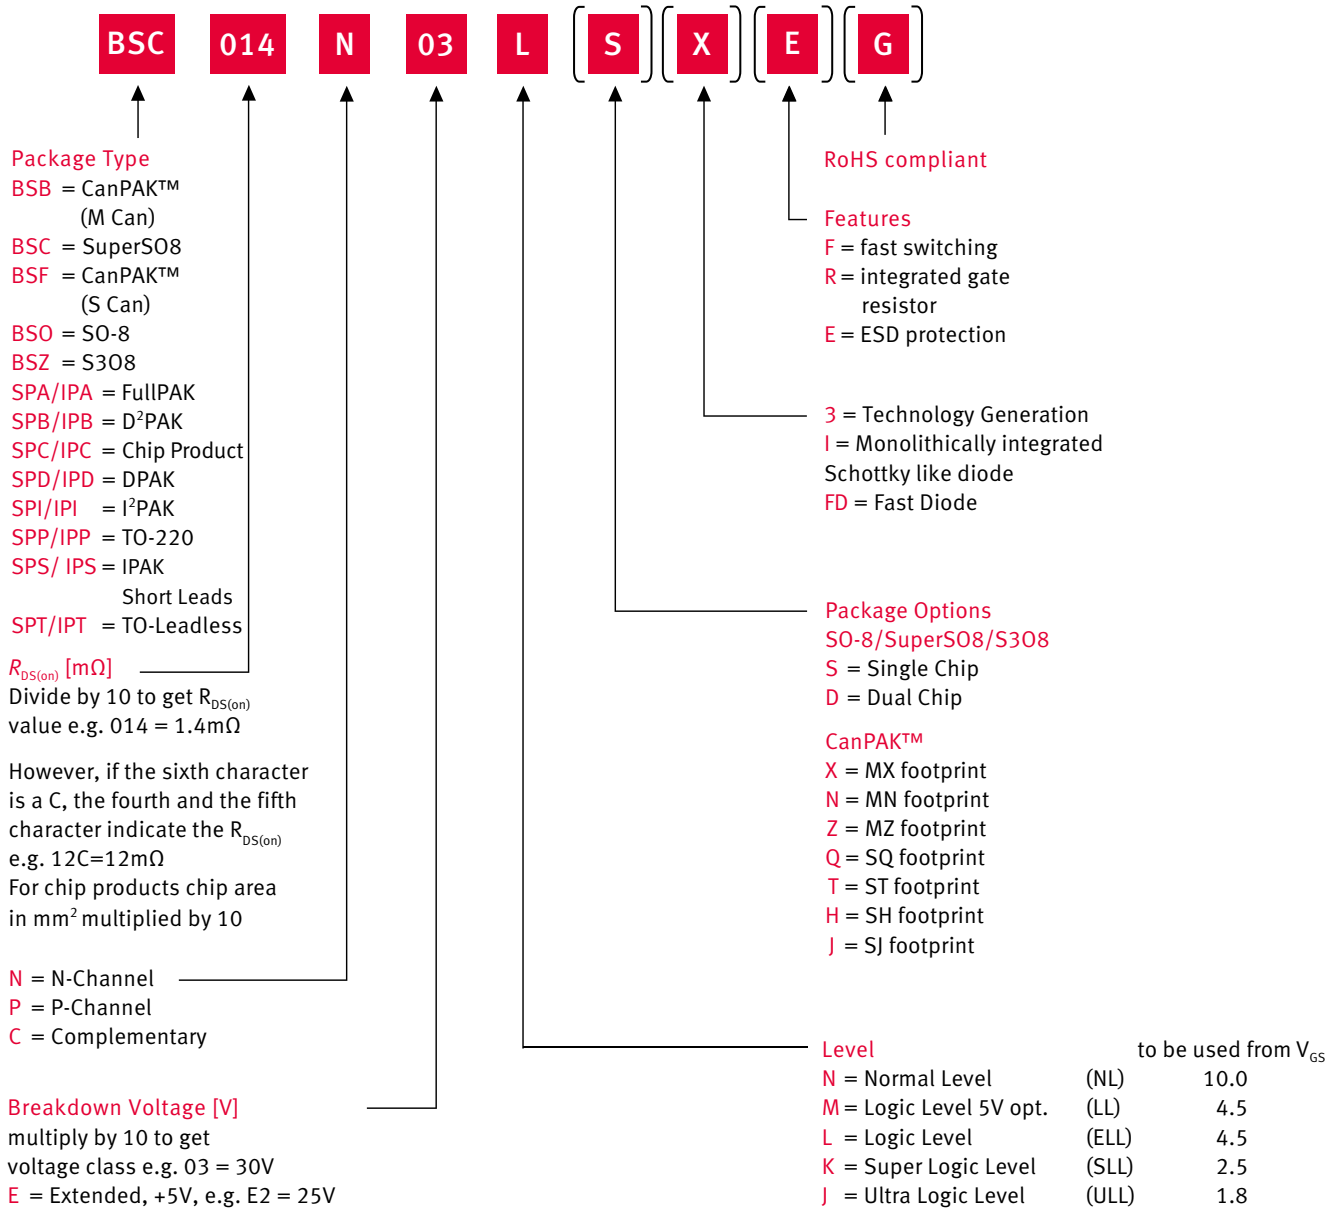 BSC 014 N 03 L S X E G
Package Type
BSB = CanPAK™
(M Can)
BSC = SuperSO8
BSF = CanPAK™
(S Can)
BSO = SO-8
BSZ = S3O8
SPA/IPA = FullPAK
SPB/IPB = D²PAK
SPC/IPC = Chip Product
SPD/IPD = DPAK
SPI/IPI = I²PAK
SPP/IPP = TO-220
SPS/ IPS = IPAK
Short Leads
SPT/IPT = TO-Leadless
R_DS(on) [mΩ]
Divide by 10 to get R_DS(on)
value e.g. 014 = 1.4mΩ
However, if the sixth character
is a C, the fourth and the fifth
character indicate the R_DS(on)
e.g. 12C=12mΩ
For chip products chip area
in mm² multiplied by 10
N = N-Channel
P = P-Channel
C = Complementary
Breakdown Voltage [V]
multiply by 10 to get
voltage class e.g. 03 = 30V
E = Extended, +5V, e.g. E2 = 25V
RoHS compliant
Features
F = fast switching
R = integrated gate
resistor
E = ESD protection
3 = Technology Generation
I = Monolithically integrated
Schottky like diode
FD = Fast Diode
Package Options
SO-8/SuperSO8/S3O8
S = Single Chip
D = Dual Chip
CanPAK™
X = MX footprint
N = MN footprint
Z = MZ footprint
Q = SQ footprint
T = ST footprint
H = SH footprint
J = SJ footprint
Level to be used from V_GS
N = Normal Level (NL) 10.0
M = Logic Level 5V opt. (LL) 4.5
L = Logic Level (ELL) 4.5
K = Super Logic Level (SLL) 2.5
J = Ultra Logic Level (ULL) 1.8